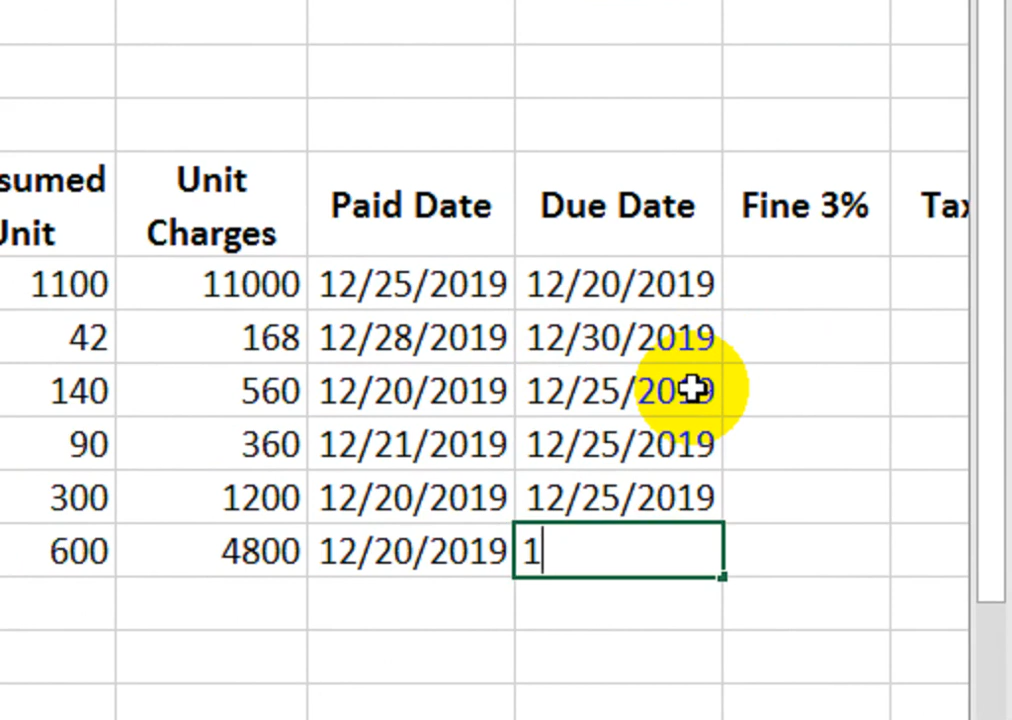 sumed Unit Paid Date Due Date Fine 3% Tax
Unit Charges
1100 11000 12/25/2019 12/20/2019
42 168 12/28/2019 12/30/2019
140 560 12/20/2019 12/25/2019
90 360 12/21/2019 12/25/2019
300 1200 12/20/2019 12/25/2019
600 4800 12/20/2019 1